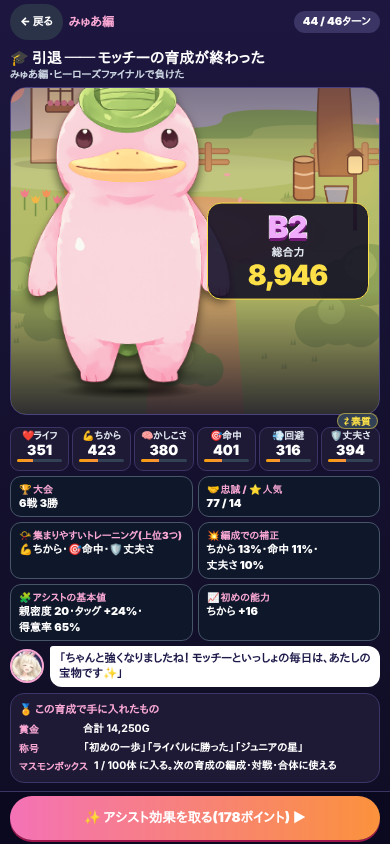 ← 戻る
みゅあ編
44 / 46ターン
🎓 引退 —— モッチーの育成が終わった
みゅあ編・ヒーローズファイナルで負けた
B2
総合力
8,946
素質
❤️ライフ
351
💪ちから
423
🧠かしこさ
380
🎯命中
401
💨回避
316
🛡️丈夫さ
394
🏆大会
6戦 3勝
🤝忠誠 / ⭐人気
77 / 14
集まりやすいトレーニング(上位3つ)
💪ちから・🎯命中・🛡️丈夫さ
💥編成での補正
ちから 13%・命中 11%・
丈夫さ 10%
🧩アシストの基本値
親密度 20・タッグ +24%・
得意率 65%
📈初めの能力
ちから +16
「ちゃんと強くなりましたね! モッチーといっしょの毎日は、あたしの
宝物です✨」
🏅 この育成で手に入れたもの
賞金 合計 14,250G
称号 「初めの一歩」「ライバルに勝った」「ジュニアの星」
マスモンボックス 1 / 100体 に入る。次の育成の編成・対戦・合体に使える
✨ アシスト効果を取る(178ポイント) ▶